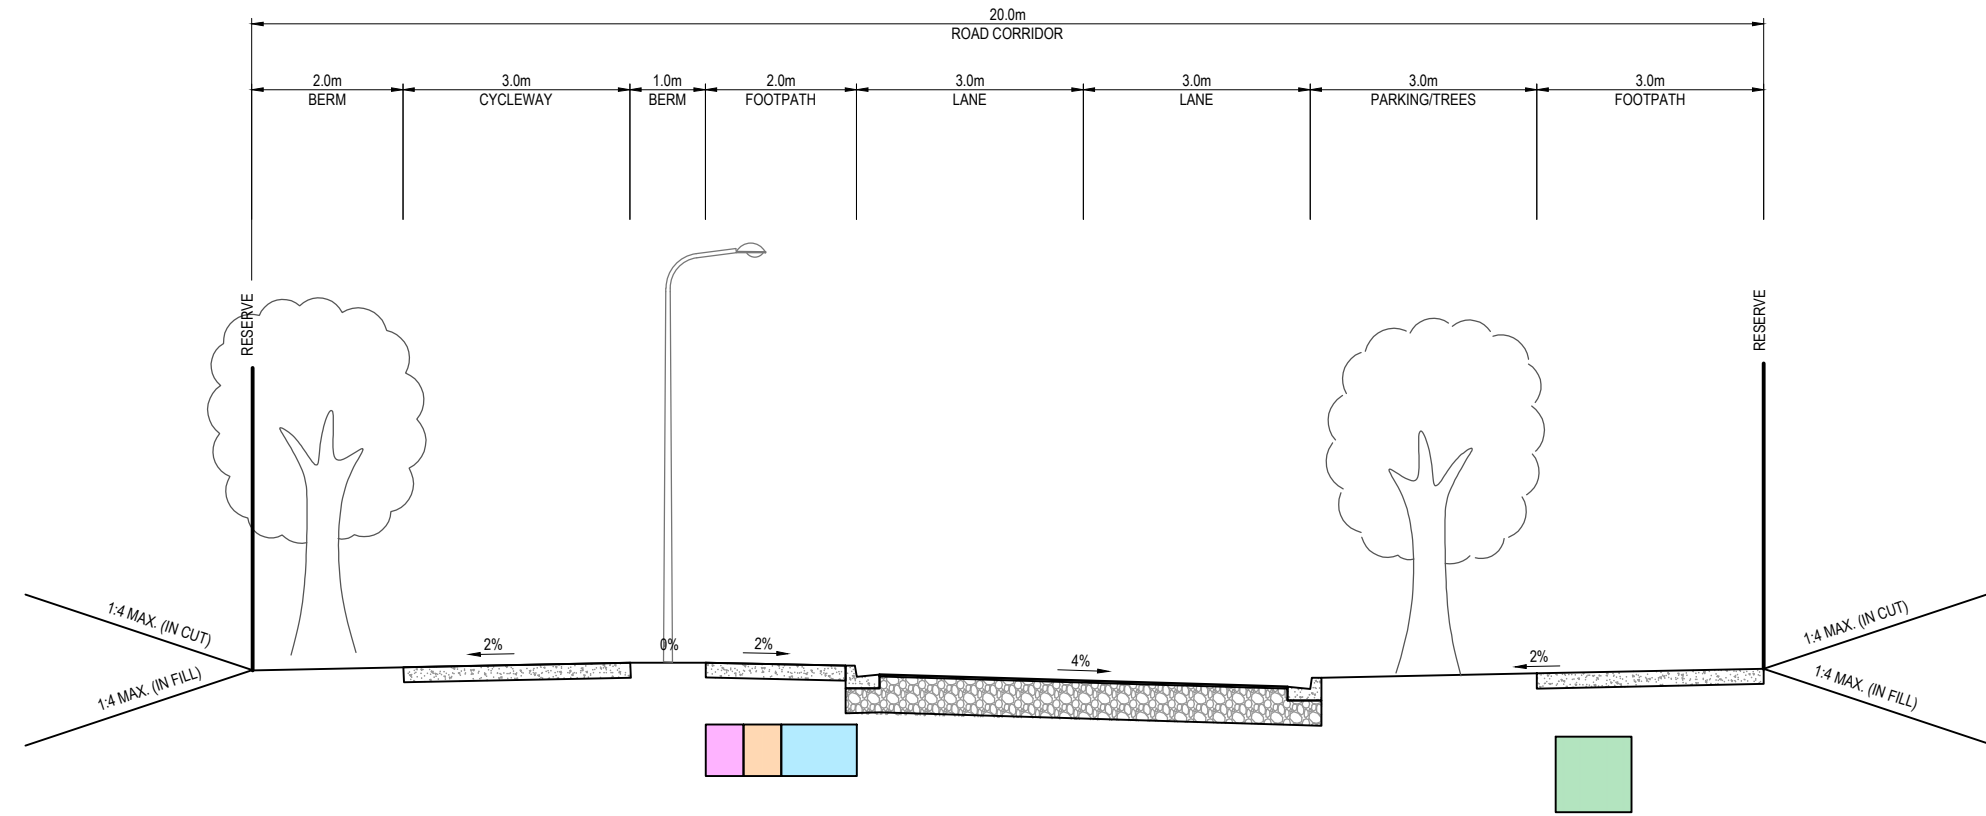 20.0m
ROAD CORRIDOR
2.0m
BERM
3.0m
CYCLEWAY
1.0m
BERM
2.0m
FOOTPATH
3.0m
LANE
3.0m
LANE
3.0m
PARKING/TREES
3.0m
FOOTPATH
RESERVE
RESERVE
1:4 MAX. (IN CUT)
1:4 MAX. (IN FILL)
2%
0%
2%
4%
2%
1:4 MAX. (IN CUT)
1:4 MAX. (IN FILL)